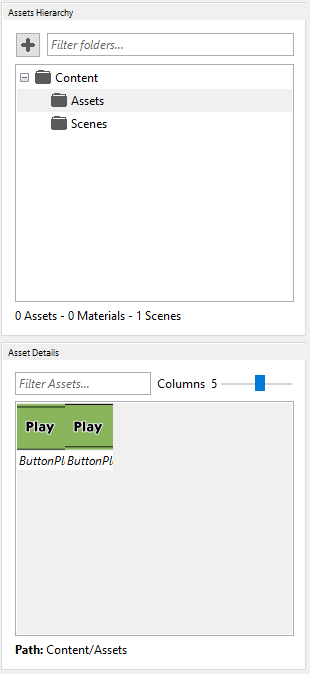 Assets Hierarchy
Filter folders...
Content
Assets
Scenes
0 Assets - 0 Materials - 1 Scenes
Asset Details
Filter Assets...
Columns 5
Play Play
ButtonPl ButtonPl
Path: Content/Assets